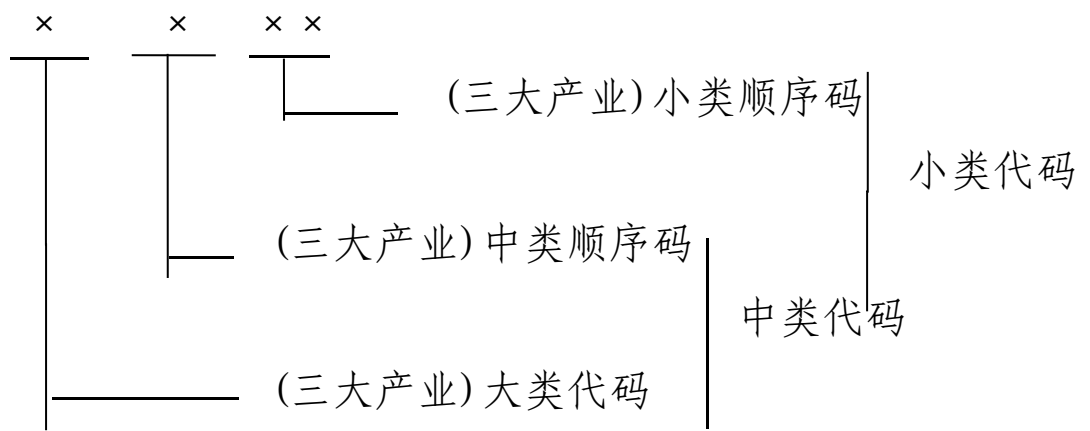 × × × ×
(三大产业)小类顺序码
小类代码
(三大产业)中类顺序码
中类代码
(三大产业)大类代码